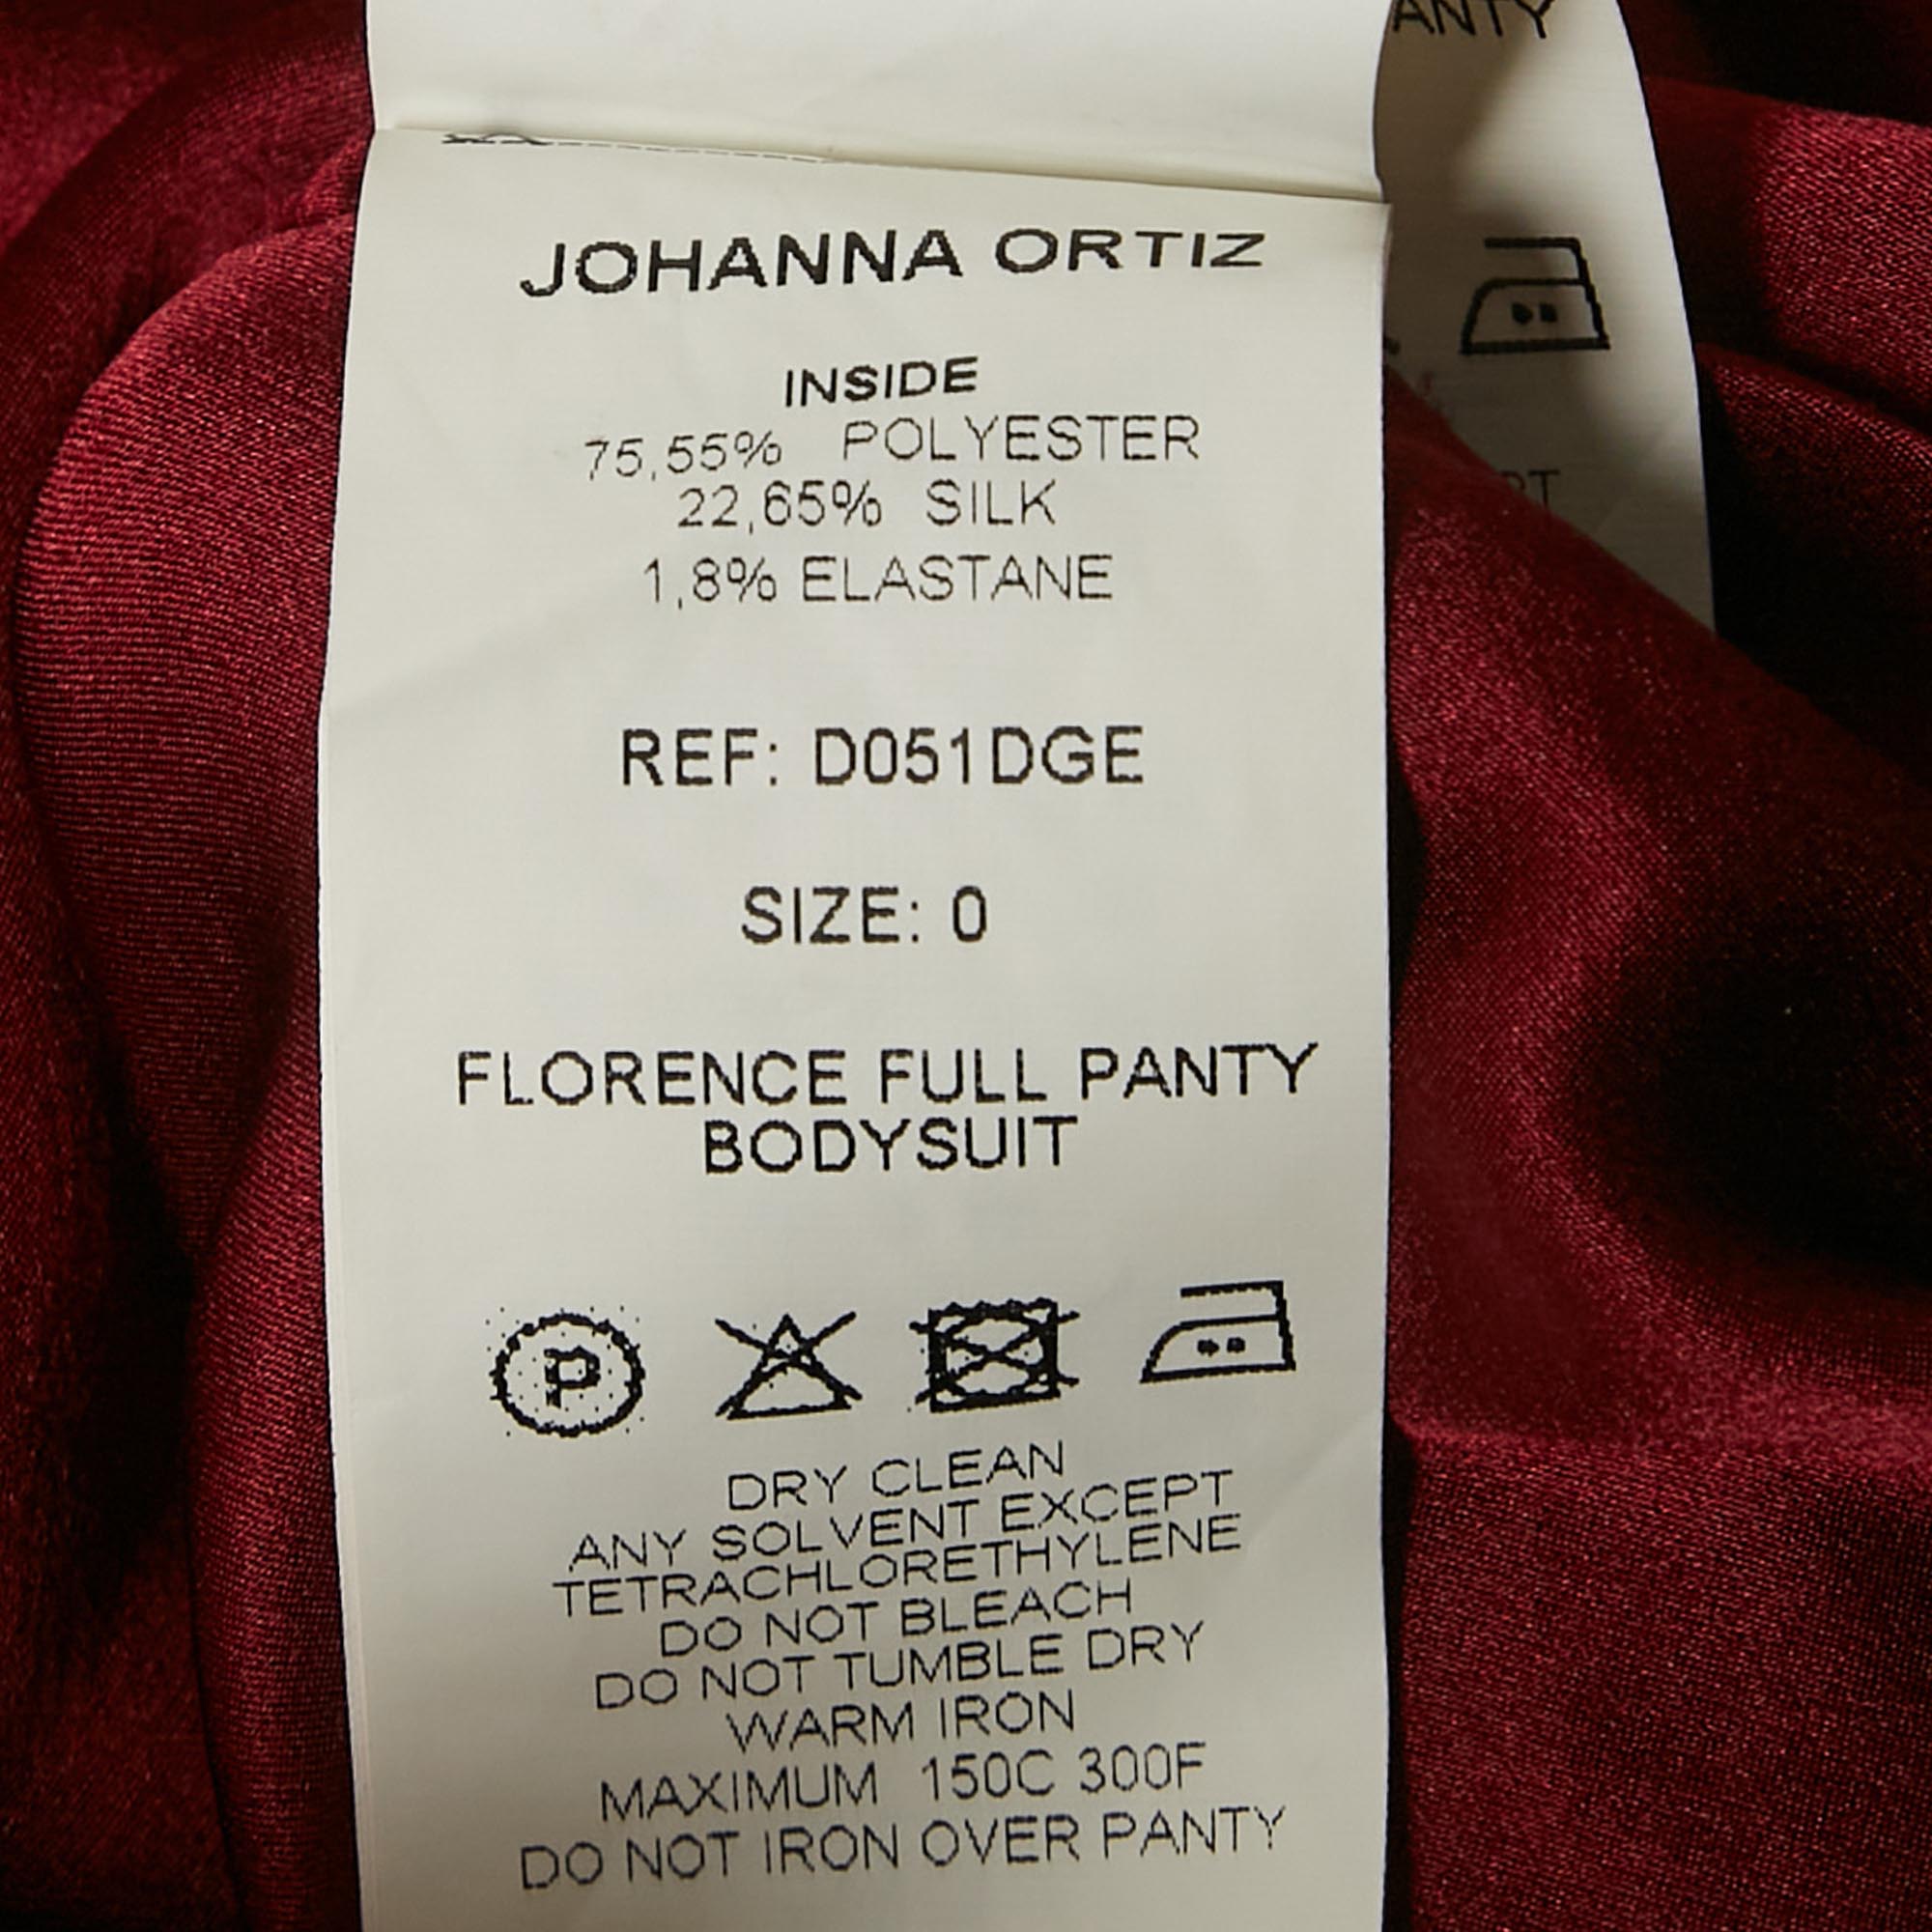 ANTY
JOHANNA ORTIZ
INSIDE
75,55% POLYESTER
22,65% SILK
1,8% ELASTANE
REF: D051DGE
SIZE: 0
FLORENCE FULL PANTY
BODYSUIT
P
DRY CLEAN
ANY SOLVENT EXCEPT
TETRACHLORETHYLENE
DO NOT BLEACH
DO NOT TUMBLE DRY
WARM IRON
MAXIMUM 150C 300F
DO NOT IRON OVER PANTY